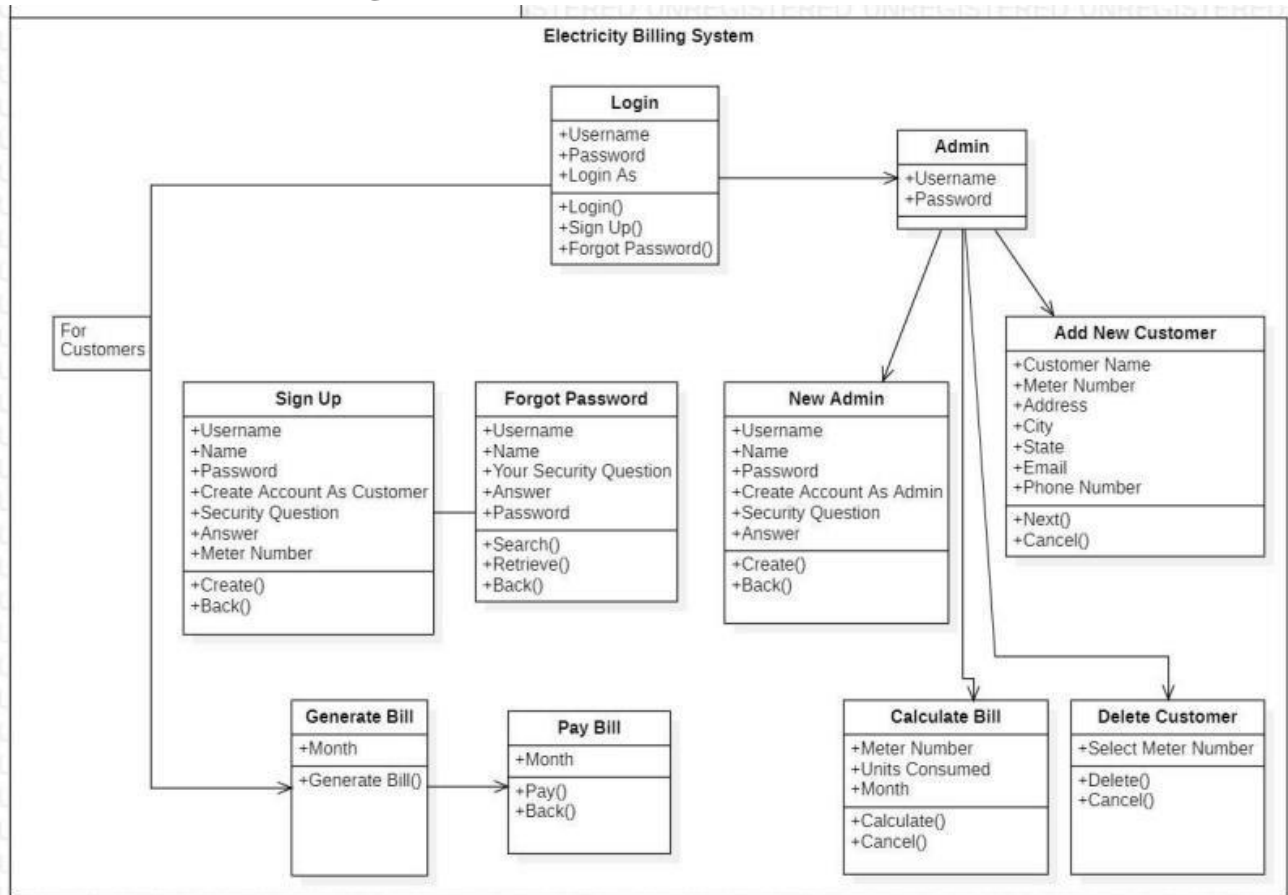 ISTERED UNREGISTERED UNREGISTERED UNREGISTERED
Electricity Billing System
Login
+Username
+Password
+Login As
+Login()
+Sign Up()
+Forgot Password()
Admin
+Username
+Password
For
Customers
Add New Customer
+Customer Name
+Meter Number
+Address
+City
+State
+Email
+Phone Number
+Next()
+Cancel()
Sign Up
+Username
+Name
+Password
+Create Account As Customer
+Security Question
+Answer
+Meter Number
+Create()
+Back()
Forgot Password
+Username
+Name
+Your Security Question
+Answer
+Password
+Search()
+Retrieve()
+Back()
New Admin
+Username
+Name
+Password
+Create Account As Admin
+Security Question
+Answer
+Create()
+Back()
Generate Bill
+Month
+Generate Bill()
Pay Bill
+Month
+Pay()
+Back()
Calculate Bill
+Meter Number
+Units Consumed
+Month
+Calculate()
+Cancel()
Delete Customer
+Select Meter Number
+Delete()
+Cancel()